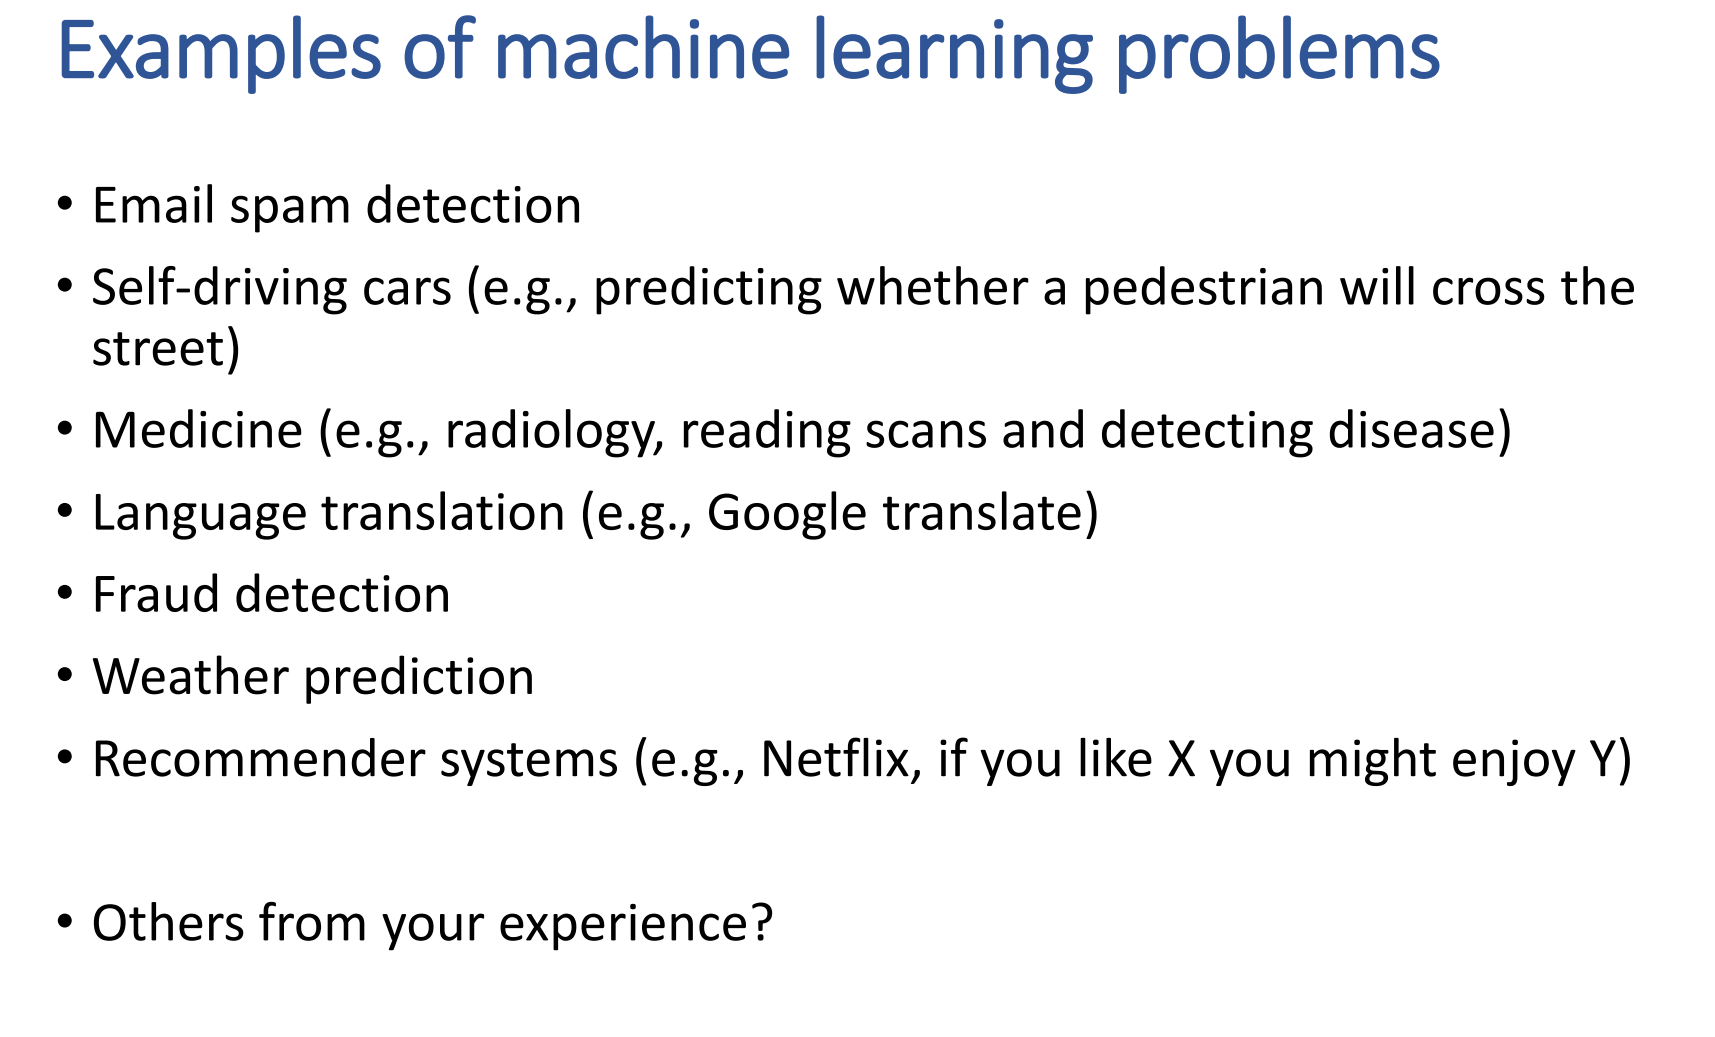 Examples of machine learning problems
• Email spam detection
• Self-driving cars (e.g., predicting whether a pedestrian will cross the
street)
• Medicine (e.g., radiology, reading scans and detecting disease)
• Language translation (e.g., Google translate)
• Fraud detection
• Weather prediction
• Recommender systems (e.g., Netflix, if you like X you might enjoy Y)
• Others from your experience?